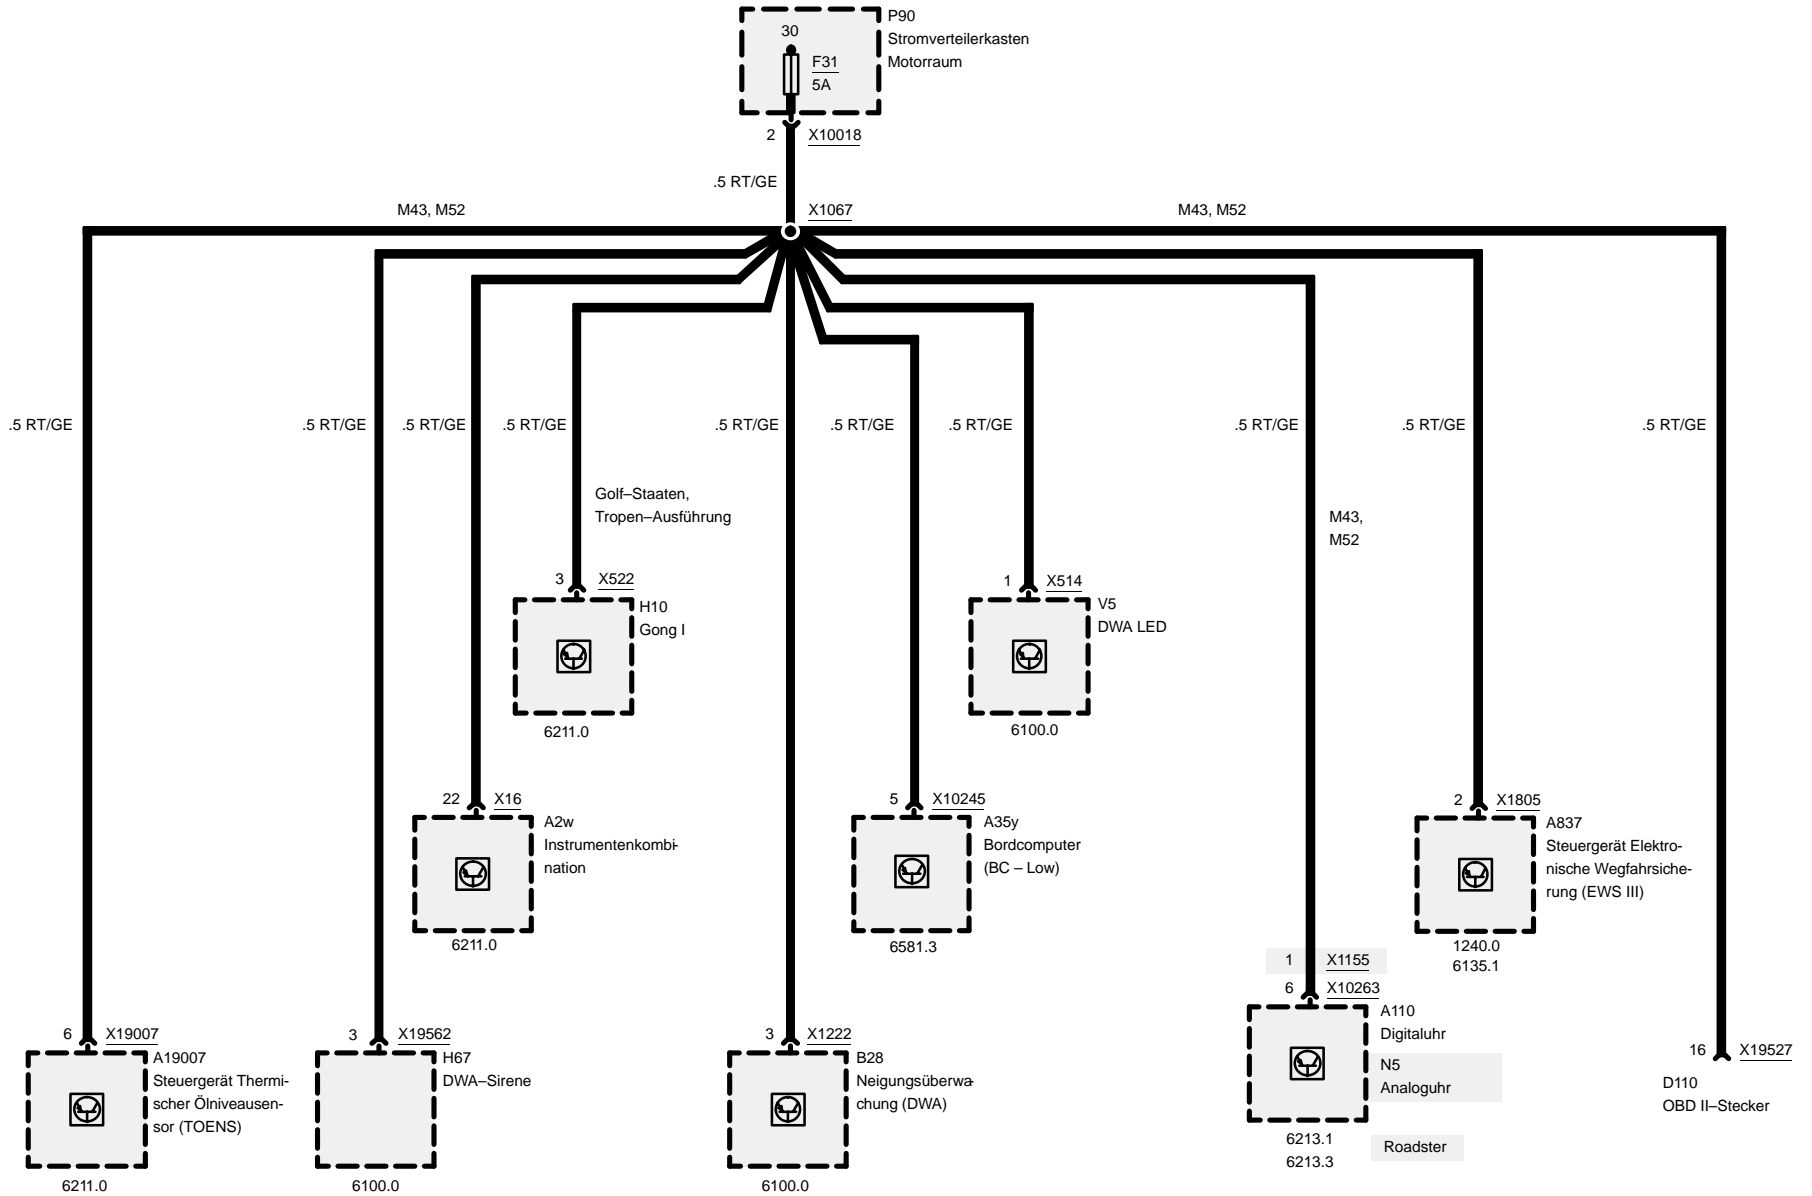 P90
Stromverteilerkasten
Motorraum
30
F31
5A
2 X10018
.5 RT/GE
M43, M52
X1067
M43, M52
.5 RT/GE
.5 RT/GE
.5 RT/GE
.5 RT/GE
.5 RT/GE
.5 RT/GE
.5 RT/GE
.5 RT/GE
.5 RT/GE
.5 RT/GE
Golf–Staaten,
Tropen–Ausführung
M43,
M52
3 X522
H10
Gong I
6211.0
1 X514
V5
DWA LED
6100.0
22 X16
A2w
Instrumentenkombi-
nation
6211.0
5 X10245
A35y
Bordcomputer
(BC – Low)
6581.3
2 X1805
A837
Steuergerät Elektro-
nische Wegfahrsiche-
rung (EWS III)
1240.0
6135.1
1 X1155
6 X10263
A110
Digitaluhr
N5
Analoguhr
6213.1
6213.3
Roadster
6 X19007
A19007
Steuergerät Thermi-
scher Ölniveausen-
sor (TOENS)
6211.0
3 X19562
H67
DWA–Sirene
6100.0
3 X1222
B28
Neigungsüberwa-
chung (DWA)
6100.0
16 X19527
D110
OBD II–Stecker